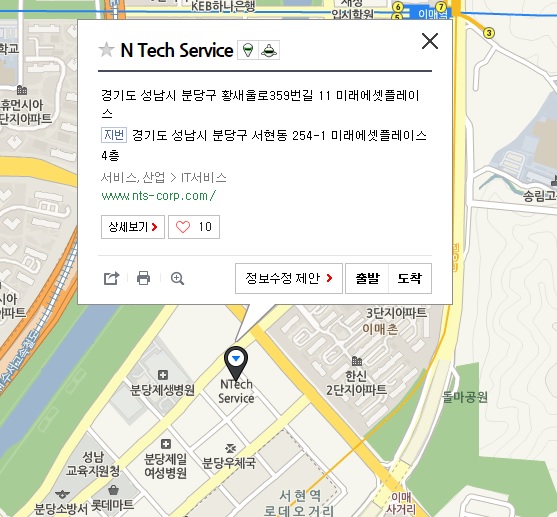 KEB하나은행
입시학원
이매역
6
5
7
3
N Tech Service
경기도 성남시 분당구 황새울로359번길 11 미래에셋플레이
스
지번 경기도 성남시 분당구 서현동 254-1 미래에셋플레이스
4층
서비스, 산업 > IT서비스
www.nts-corp.com/
상세보기
10
정보수정 제안
출발
도착
학교
휴먼시아
단지아파트
송림고
3단지아파트
이매촌
시아
지아파트
분당제생병원
NTech
Service
한신
2단지아파트
돌마공원
성남
교육지원청
분당제일
여성병원
분당우체국
분당소방서
롯데마트
서현역
로데오거리
이매
사거리